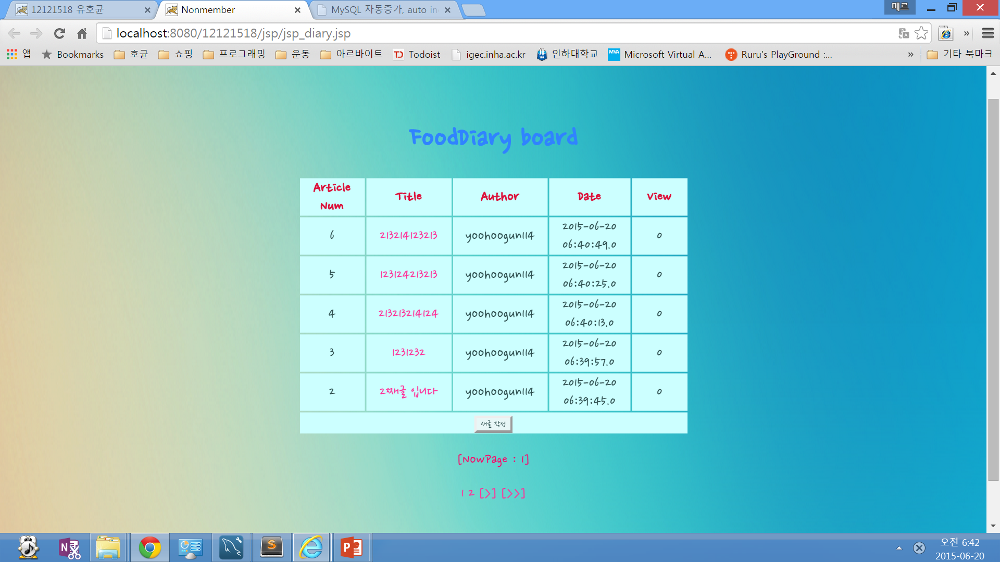 12121518 유호균
Nonmember
MySQL 자동증가, auto in
메르
localhost:8080/12121518/jsp/jsp_diary.jsp
앱 Bookmarks 호균 쇼핑 프로그래밍 운동 아르바이트 Todoist igec.inha.ac.kr 인하대학교 Microsoft Virtual A... Ruru's PlayGround :... » 기타 북마크
FoodDiary board
Article Num Title Author Date View
6 213214123213 yoohoogun114 2015-06-20 06:40:49.0 0
5 123124213213 yoohoogun114 2015-06-20 06:40:25.0 0
4 213213214124 yoohoogun114 2015-06-20 06:40:13.0 0
3 1231232 yoohoogun114 2015-06-20 06:39:57.0 0
2 2째글 입니다 yoohoogun114 2015-06-20 06:39:45.0 0
새글 작성
[NowPage : 1]
1 2 [>] [>>]
오전 6:42
2015-06-20